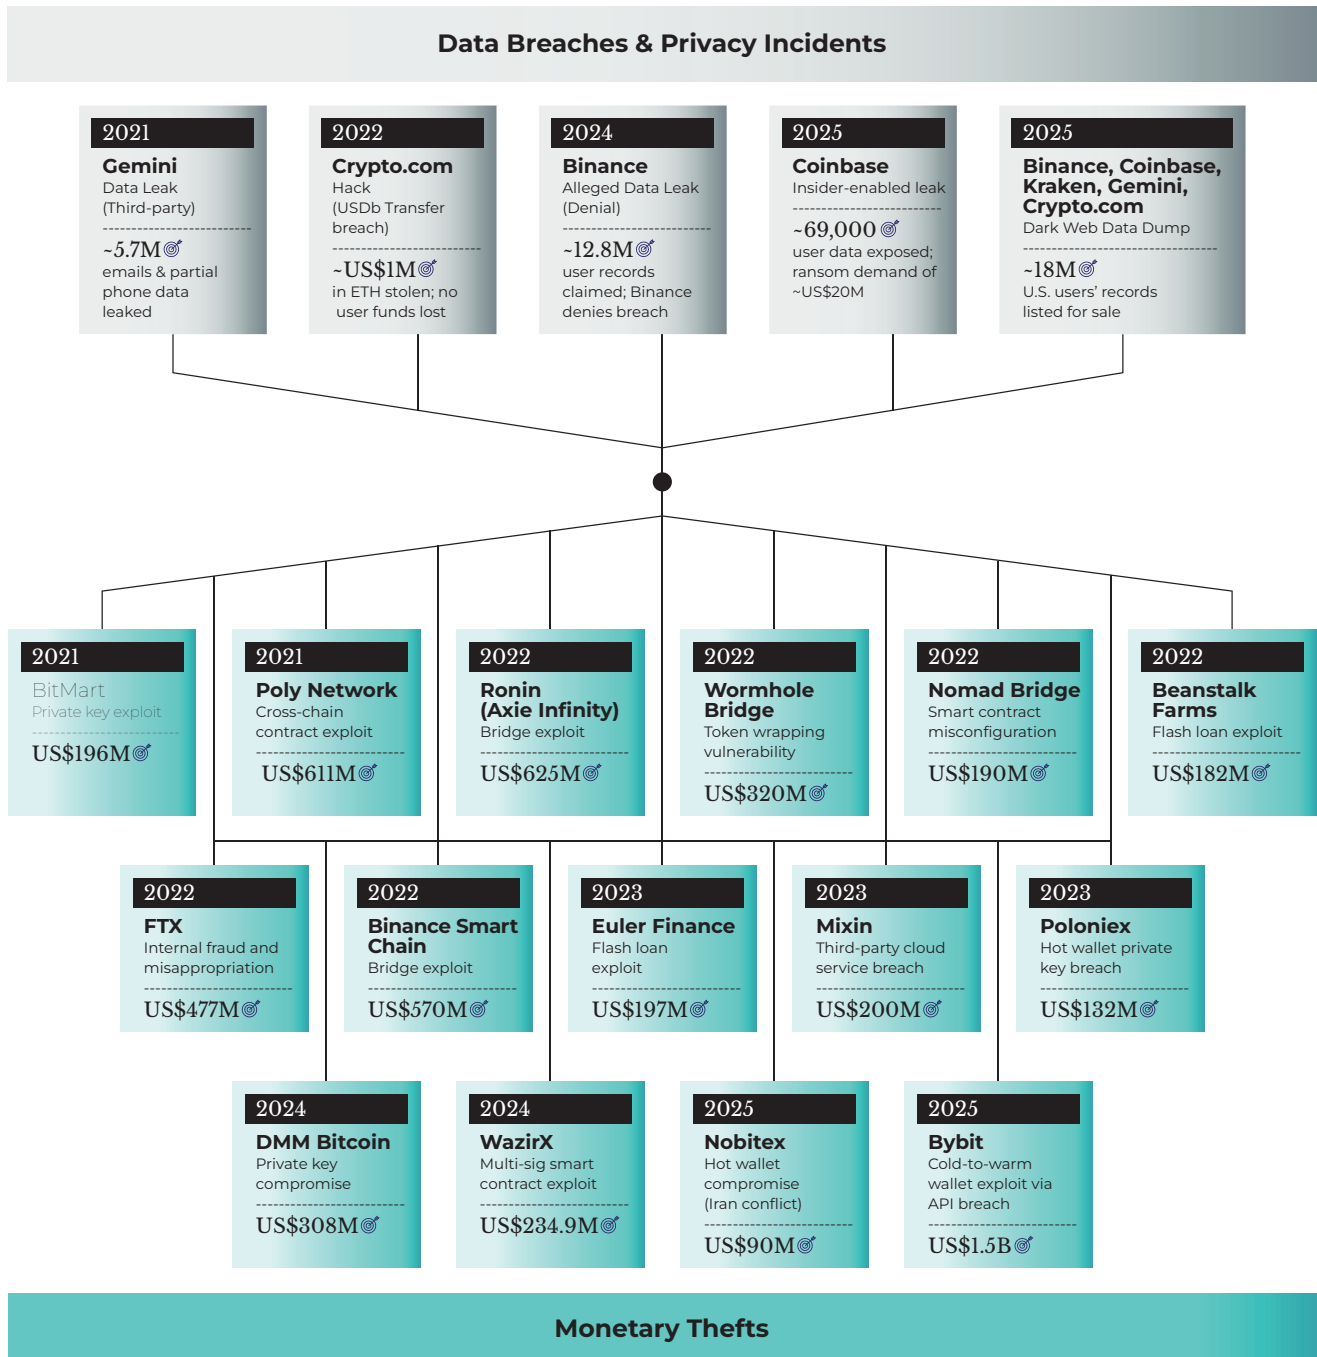 Data Breaches & Privacy Incidents
2021
Gemini
Data Leak
(Third-party)
~5.7M
emails & partial
phone data
leaked
2022
Crypto.com
Hack
(USDb Transfer
breach)
~US$1M
in ETH stolen; no
user funds lost
2024
Binance
Alleged Data Leak
(Denial)
~12.8M
user records
claimed; Binance
denies breach
2025
Coinbase
Insider-enabled leak
~69,000
user data exposed;
ransom demand of
~US$20M
2025
Binance, Coinbase,
Kraken, Gemini,
Crypto.com
Dark Web Data Dump
~18M
U.S. users’ records
listed for sale
2021
BitMart
Private key exploit
US$196M
2021
Poly Network
Cross-chain
contract exploit
US$611M
2022
Ronin
(Axie Infinity)
Bridge exploit
US$625M
2022
Wormhole
Bridge
Token wrapping
vulnerability
US$320M
2022
Nomad Bridge
Smart contract
misconfiguration
US$190M
2022
Beanstalk
Farms
Flash loan exploit
US$182M
2022
FTX
Internal fraud and
misappropriation
US$477M
2022
Binance Smart
Chain
Bridge exploit
US$570M
2023
Euler Finance
Flash loan
exploit
US$197M
2023
Mixin
Third-party cloud
service breach
US$200M
2023
Poloniex
Hot wallet private
key breach
US$132M
2024
DMM Bitcoin
Private key
compromise
US$308M
2024
WazirX
Multi-sig smart
contract exploit
US$234.9M
2025
Nobitex
Hot wallet
compromise
(Iran conflict)
US$90M
2025
Bybit
Cold-to-warm
wallet exploit via
API breach
US$1.5B
Monetary Thefts